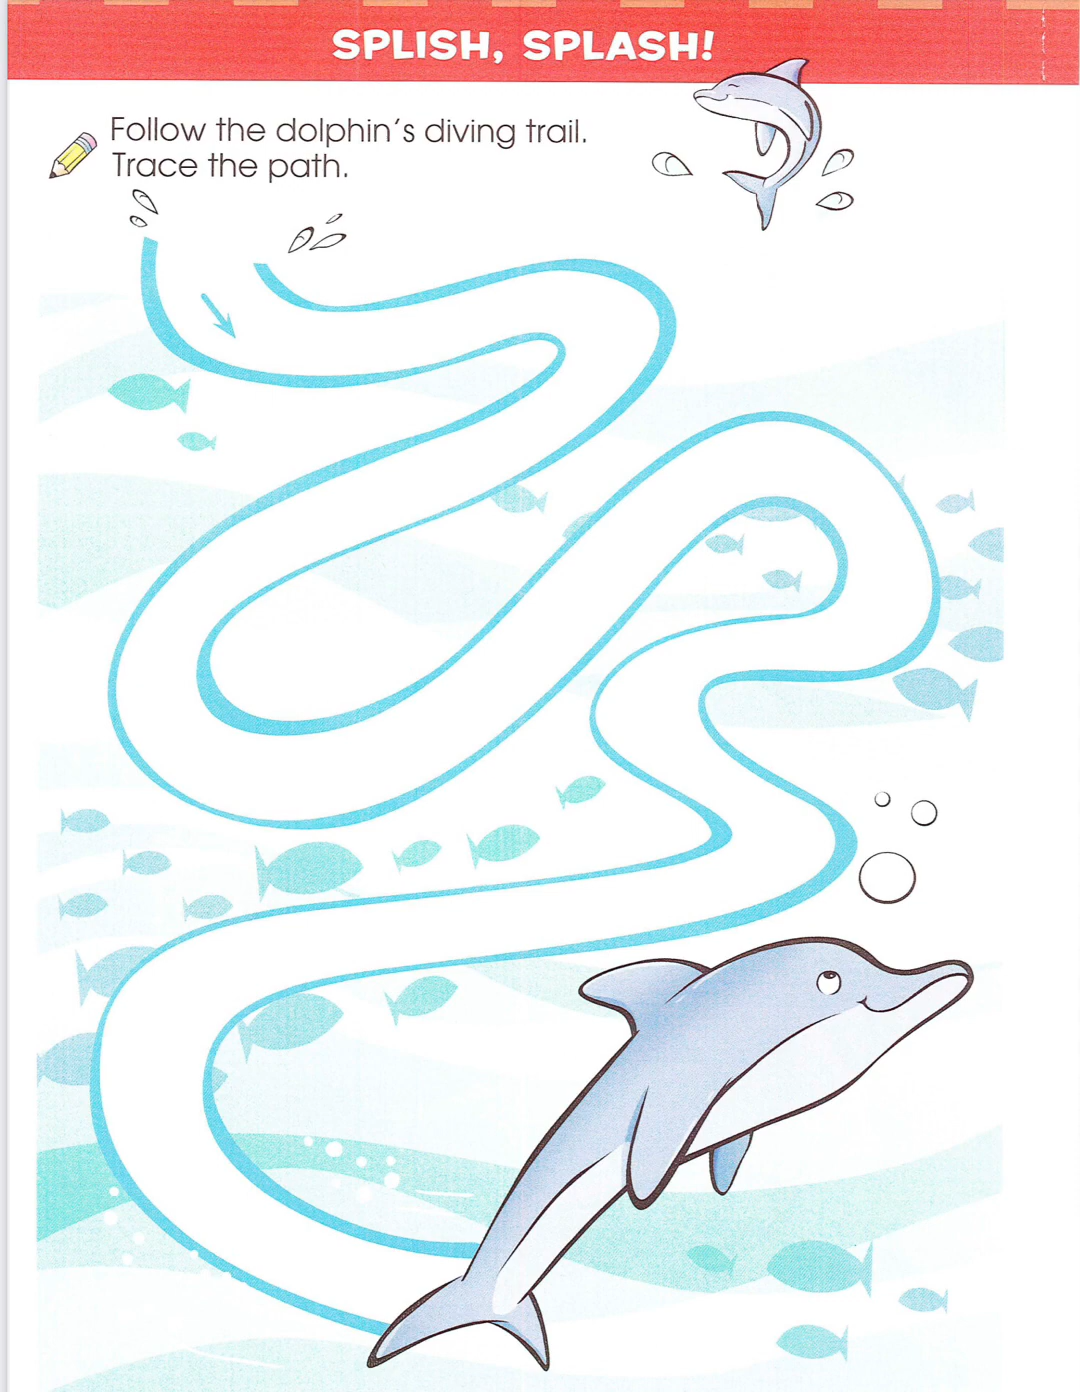 SPLISH, SPLASH!
Follow the dolphin's diving trail.
Trace the path.